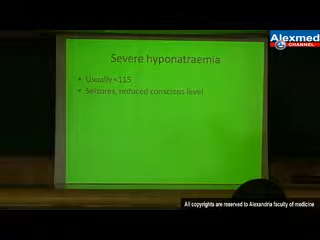 Alexmed
CHANNEL
Severe hyponatraemia
• Usually <115
• Seizures, reduced conscious level
All copyrights are reserved to Alexandria faculty of medicine